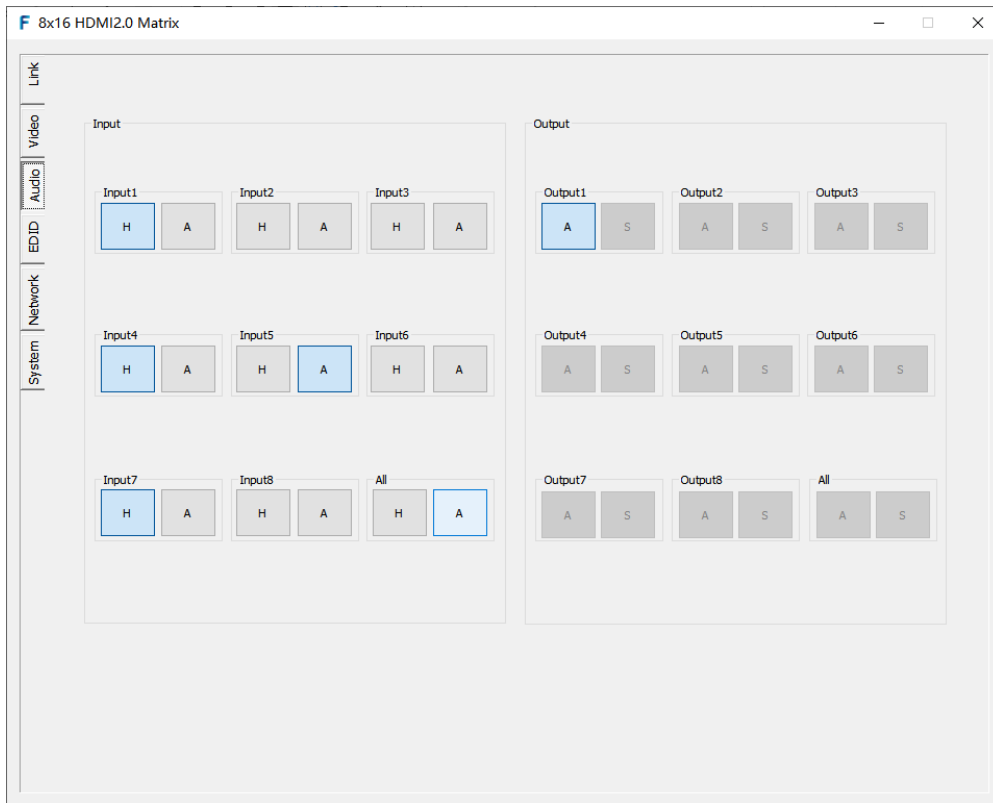 F 8x16 HDMI2.0 Matrix
Link
Video
Audio
EDID
Network
System
Input
Input1 Input2 Input3
H A H A H A
Input4 Input5 Input6
H A H A H A
Input7 Input8 All
H A H A H A
Output
Output1 Output2 Output3
A S A S A S
Output4 Output5 Output6
A S A S A S
Output7 Output8 All
A S A S A S